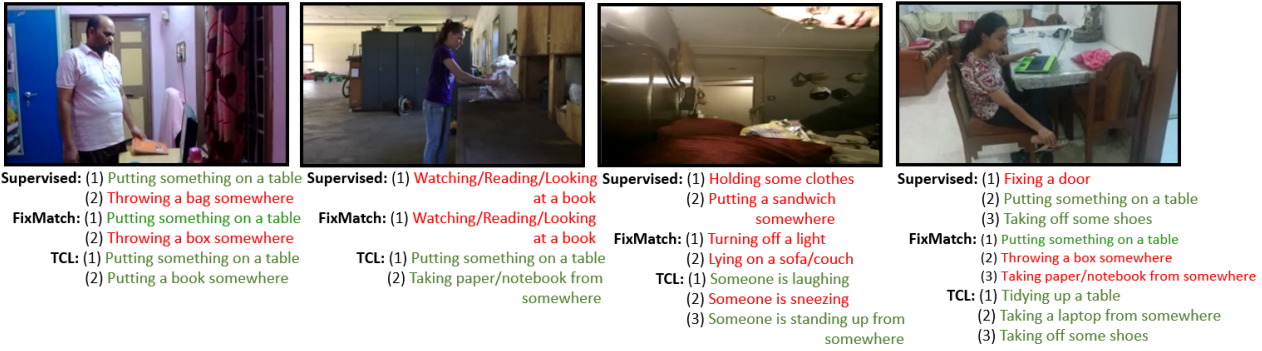 Supervised: (1) Putting something on a table
(2) Throwing a bag somewhere
FixMatch: (1) Putting something on a table
(2) Throwing a box somewhere
TCL: (1) Putting something on a table
(2) Putting a book somewhere
Supervised: (1) Watching/Reading/Looking
at a book
FixMatch: (1) Watching/Reading/Looking
at a book
TCL: (1) Putting something on a table
(2) Taking paper/notebook from
somewhere
Supervised: (1) Holding some clothes
(2) Putting a sandwich
somewhere
FixMatch: (1) Turning off a light
(2) Lying on a sofa/couch
TCL: (1) Someone is laughing
(2) Someone is sneezing
(3) Someone is standing up from
somewhere
Supervised: (1) Fixing a door
(2) Putting something on a table
(3) Taking off some shoes
FixMatch: (1) Putting something on a table
(2) Throwing a box somewhere
(3) Taking paper/notebook from somewhere
TCL: (1) Tidying up a table
(2) Taking a laptop from somewhere
(3) Taking off some shoes